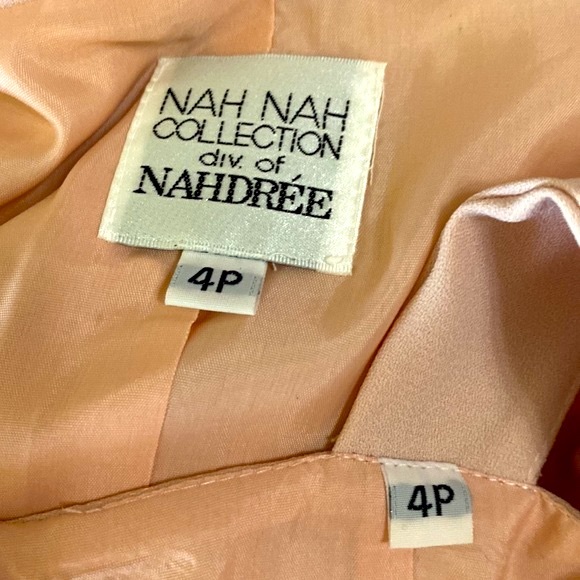 NAH NAH
COLLECTION
div. of
NAHDRÉE
4P
4P